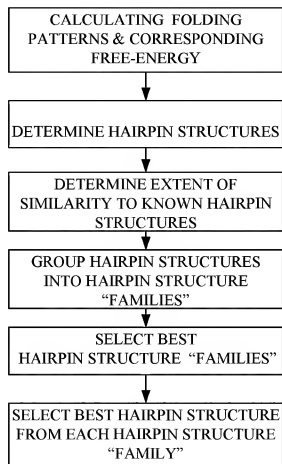 CALCULATING FOLDING
PATTERNS & CORRESPONDING
FREE-ENERGY
DETERMINE HAIRPIN STRUCTURES
DETERMINE EXTENT OF
SIMILARITY TO KNOWN HAIRPIN
STRUCTURES
GROUP HAIRPIN STRUCTURES
INTO HAIRPIN STRUCTURE
“FAMILIES”
SELECT BEST
HAIRPIN STRUCTURE “FAMILIES”
SELECT BEST HAIRPIN STRUCTURE
FROM EACH HAIRPIN STRUCTURE
“FAMILY”